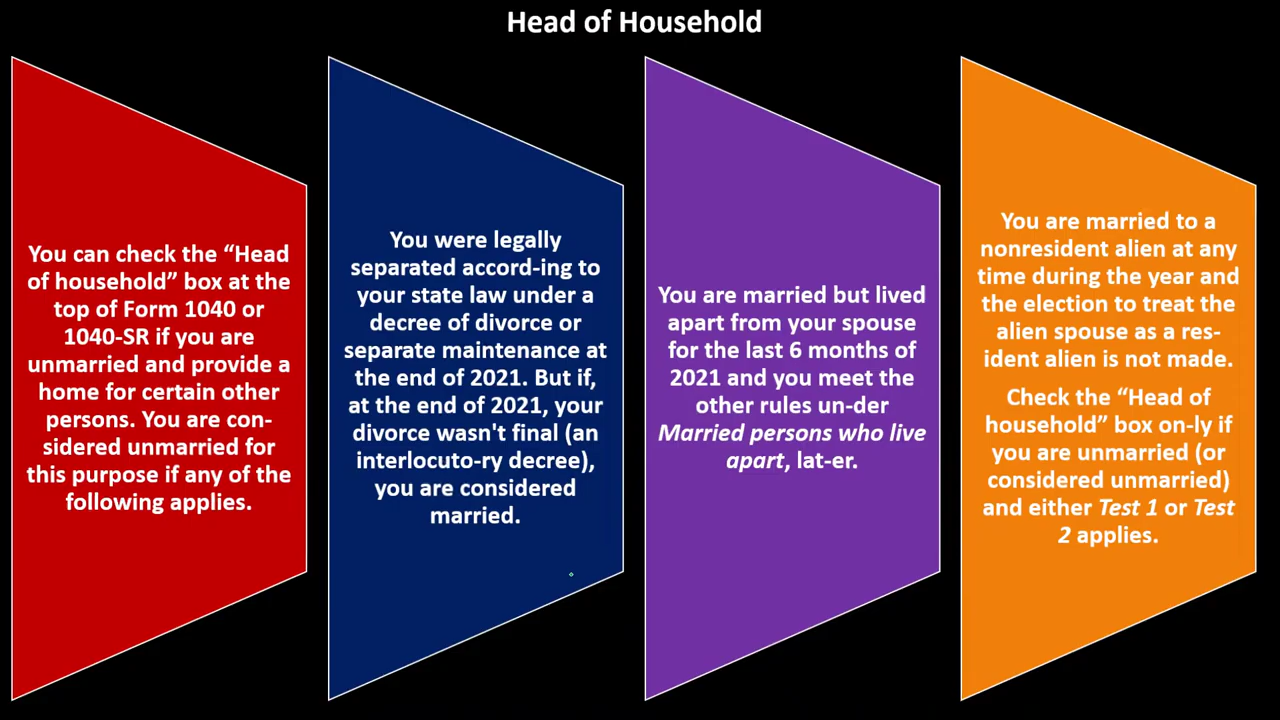 Head of Household
You can check the “Head
of household” box at the
top of Form 1040 or
1040-SR if you are
unmarried and provide a
home for certain other
persons. You are con-
sidered unmarried for
this purpose if any of the
following applies.
You were legally
separated accord-ing to
your state law under a
decree of divorce or
separate maintenance at
the end of 2021. But if,
at the end of 2021, your
divorce wasn't final (an
interlocuto-ry decree),
you are considered
married.
You are married but lived
apart from your spouse
for the last 6 months of
2021 and you meet the
other rules un-der
Married persons who live
apart, lat-er.
You are married to a
nonresident alien at any
time during the year and
the election to treat the
alien spouse as a res-
ident alien is not made.
Check the “Head of
household” box on-ly if
you are unmarried (or
considered unmarried)
and either Test 1 or Test
2 applies.